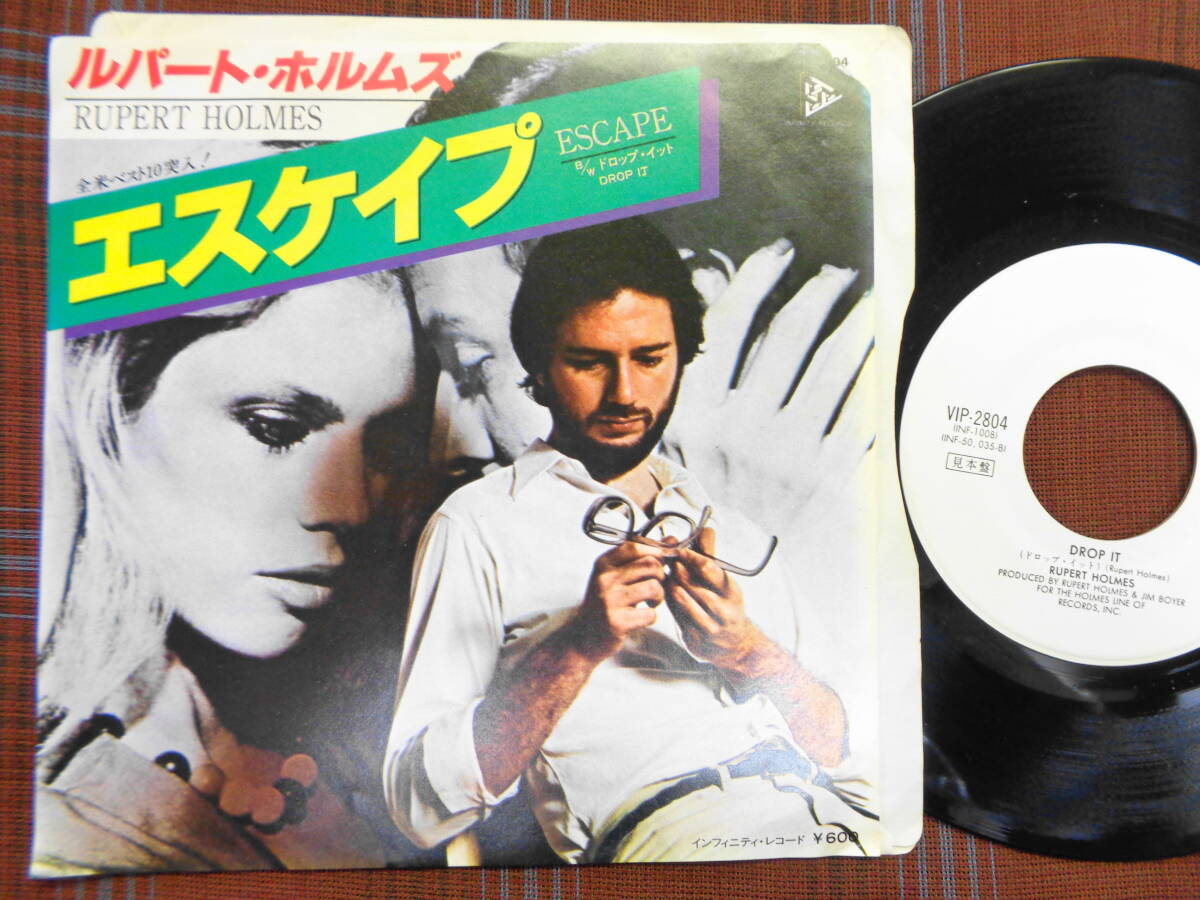 ルパート・ホルムズ
RUPERT HOLMES
全米ベスト10突入!
エスケイプ
ESCAPE
B/W ドロップ・イット
DROP IT
04
インフィニティ・レコード ¥600
VIP-2804
(INF-1008)
(INF-50, 035-B)
見本盤
DROP IT
(ドロップ・イット) (Rupert Holmes)
RUPERT HOLMES
PRODUCED BY RUPERT HOLMES & JIM BOYER
FOR THE HOLMES LINE OF
RECORDS, INC.